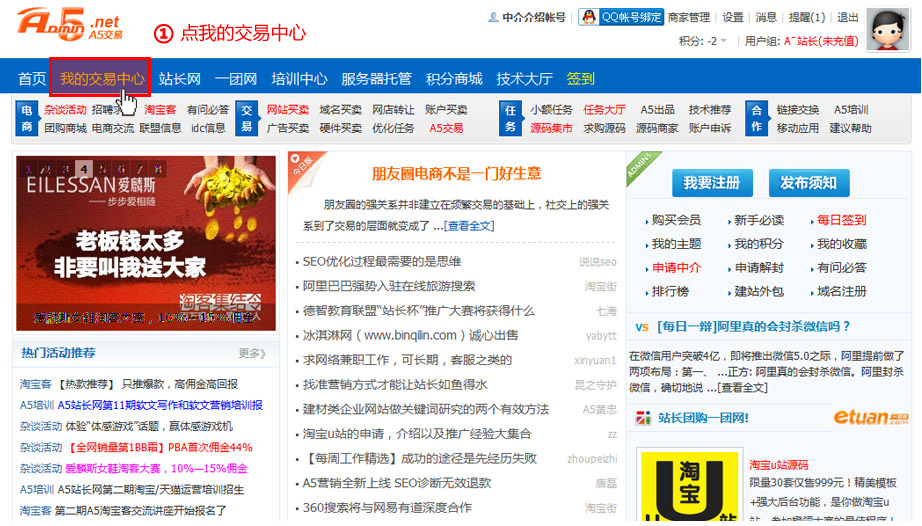 Admin5.net
A5交易
① 点我的交易中心
中介介绍帐号 | QQ帐号绑定 商家管理 | 设置 | 消息 | 提醒(1) | 退出
积分: -2 | 用户组: A~站长(未充值)
首页 我的交易中心 站长网 一团网 培训中心 服务器托管 积分商城 技术大厅 签到
电商 杂谈活动 招聘 淘宝客 有问必答
团购商城 电商交流 联盟信息 idc信息
交易 网站买卖 域名买卖 网店转让 账户买卖
广告买卖 硬件买卖 优化任务 A5交易
任务 小额任务 任务大厅 A5出品 技术推荐
源码集市 求购源码 源码商家 账户申诉
合作 链接交换 A5培训
移动应用 建议帮助
1 2 3 4 5 6 7 8
EILESSAN爱麟斯
——步步爱相随
老板钱太多
非要叫我送大家
淘客集结令
爱麟斯女鞋淘客大赛，10%—15%佣金
热门活动推荐 更多》
淘宝客 【热款推荐】 只推爆款，高佣金高回报
A5培训 A5站长网第11期软文写作和软文营销培训报
杂谈活动 体验"体感游戏"话题，赢体感游戏机
杂谈活动 【全网销量第1BB霜】PBA首次佣金44%
杂谈活动 爱麟斯女鞋淘客大赛，10%—15%佣金
A5培训 A5站长网第二期淘宝/天猫运营培训招生
淘宝客 第二期A5淘宝客交流讲座开始报名了
今日版
朋友圈电商不是一门好生意
朋友圈的强关系并非建立在频繁交易的基础上，社交上的强关
系到了交易的层面就变成了 ...[查看全文]
SEO优化过程最需要的是思维 说说seo
阿里巴巴强势入驻在线旅游搜索 淘宝街
德智教育联盟“站长杯”推广大赛将获得什么 七海
冰淇淋网（www.binqilin.com）诚心出售 yabytt
求网络兼职工作，可长期，客服之类的 xinyuan1
找准营销方式才能让站长如鱼得水 昆之守护
建材类企业网站做关键词研究的两个有效方法 A5黄忠
淘宝u站的申请，介绍以及推广经验大集合 zz
【每周工作精选】成功的途径是先经历失败 zhoupeizhi
A5营销全新上线 SEO诊断无效退款 唐磊
360搜索将与网易有道深度合作 淘宝街
ADMIN5
我要注册 发布须知
购买会员 新手必读 每日签到
我的主题 我的积分 我的收藏
申请中介 申请解封 有问必答
排行榜 建站外包 域名注册
vs [每日一辩]阿里真的会封杀微信吗？
在微信用户突破4亿，即将推出微信5.0之际，阿里提前做了
两项布局：第一、 ...正方: 阿里真的会封杀微信。阿里封杀
微信，确切地说 ...[查看全文]
站长团购一团网! etuan.com
淘宝U站
淘宝u站源码
限量30套仅售999元！精美模板
+强大后台功能，是你做淘宝u